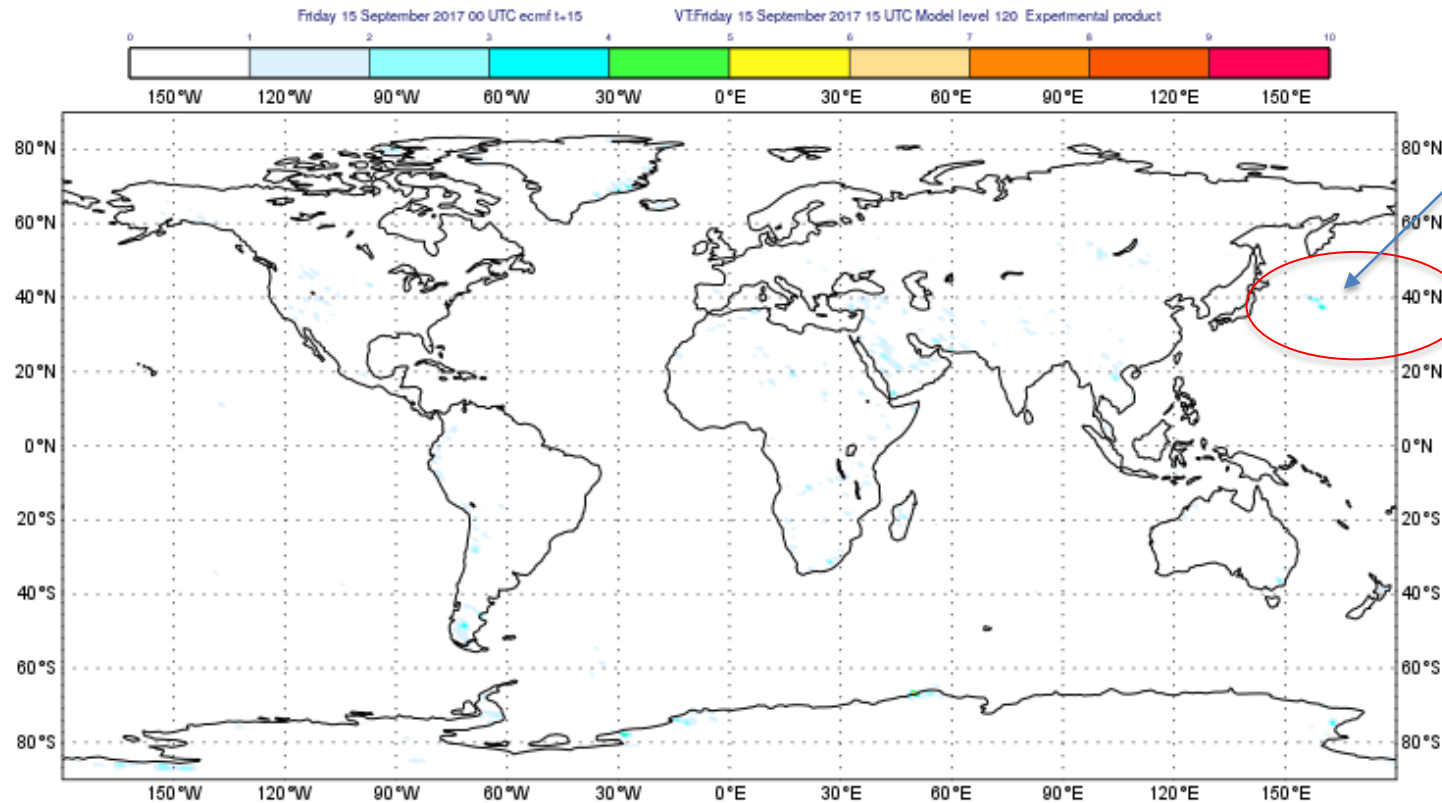 Friday 15 September 2017 00 UTC ecmf t+15 VT:Friday 15 September 2017 15 UTC Model level 120 Experimental product
0 1 2 3 4 5 6 7 8 9 10
150°W 120°W 90°W 60°W 30°W 0°E 30°E 60°E 90°E 120°E 150°E
80°N 80°N
60°N 60°N
40°N 40°N
20°N 20°N
0°N 0°N
20°S 20°S
40°S 40°S
60°S 60°S
80°S 80°S
150°W 120°W 90°W 60°W 30°W 0°E 30°E 60°E 90°E 120°E 150°E